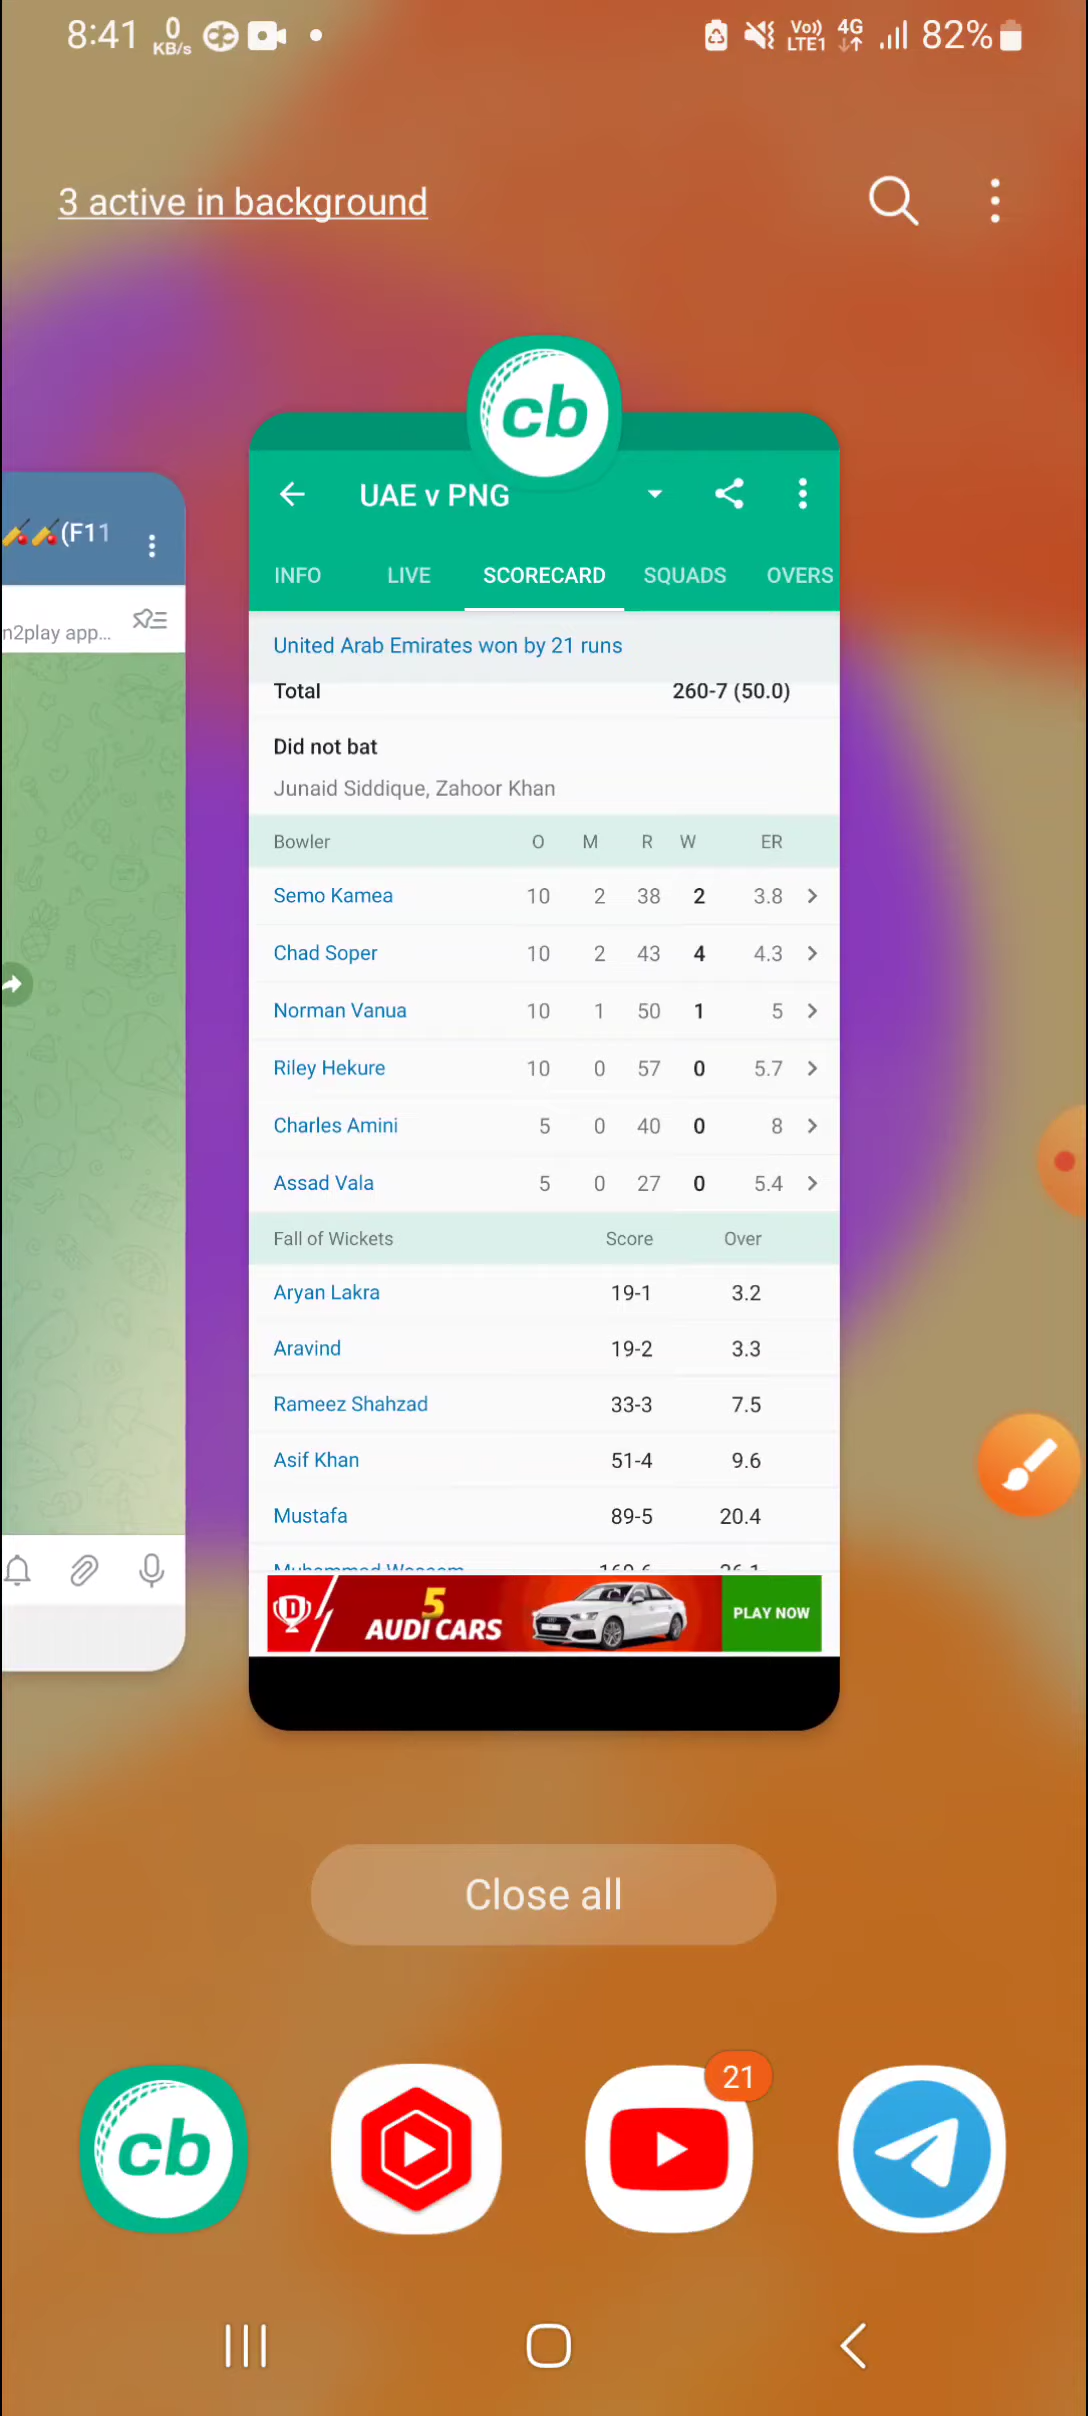 8:41 0 KB/s Vo)) LTE1 4G 82%
3 active in background
cb
(F11
n2play app...
UAE v PNG
INFO LIVE SCORECARD SQUADS OVERS
United Arab Emirates won by 21 runs
Total 260-7 (50.0)
Did not bat
Junaid Siddique, Zahoor Khan
Bowler O M R W ER
Semo Kamea 10 2 38 2 3.8
Chad Soper 10 2 43 4 4.3
Norman Vanua 10 1 50 1 5
Riley Hekure 10 0 57 0 5.7
Charles Amini 5 0 40 0 8
Assad Vala 5 0 27 0 5.4
Fall of Wickets Score Over
Aryan Lakra 19-1 3.2
Aravind 19-2 3.3
Rameez Shahzad 33-3 7.5
Asif Khan 51-4 9.6
Mustafa 89-5 20.4
D 5 AUDI CARS PLAY NOW
Close all
cb 21